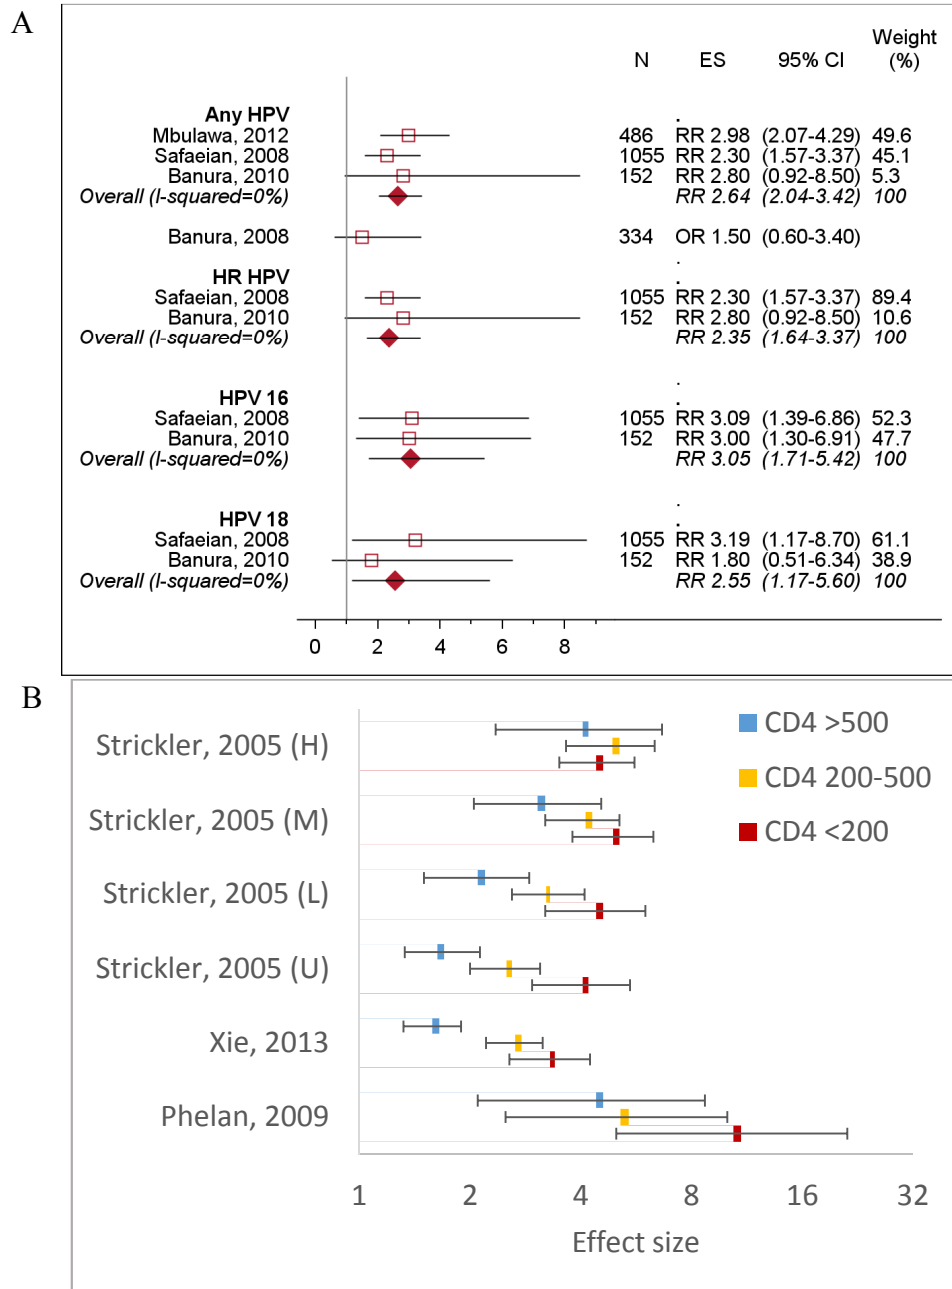 A
N ES 95% CI Weight (%)
Any HPV .
Mbulawa, 2012 486 RR 2.98 (2.07-4.29) 49.6
Safaeian, 2008 1055 RR 2.30 (1.57-3.37) 45.1
Banura, 2010 152 RR 2.80 (0.92-8.50) 5.3
Overall (I-squared=0%) RR 2.64 (2.04-3.42) 100
Banura, 2008 334 OR 1.50 (0.60-3.40)
.
HR HPV .
Safaeian, 2008 1055 RR 2.30 (1.57-3.37) 89.4
Banura, 2010 152 RR 2.80 (0.92-8.50) 10.6
Overall (I-squared=0%) RR 2.35 (1.64-3.37) 100
.
HPV 16 .
Safaeian, 2008 1055 RR 3.09 (1.39-6.86) 52.3
Banura, 2010 152 RR 3.00 (1.30-6.91) 47.7
Overall (I-squared=0%) RR 3.05 (1.71-5.42) 100
.
HPV 18 .
Safaeian, 2008 1055 RR 3.19 (1.17-8.70) 61.1
Banura, 2010 152 RR 1.80 (0.51-6.34) 38.9
Overall (I-squared=0%) RR 2.55 (1.17-5.60) 100
0 2 4 6 8
B
CD4 >500
CD4 200-500
CD4 <200
Strickler, 2005 (H)
Strickler, 2005 (M)
Strickler, 2005 (L)
Strickler, 2005 (U)
Xie, 2013
Phelan, 2009
1 2 4 8 16 32
Effect size